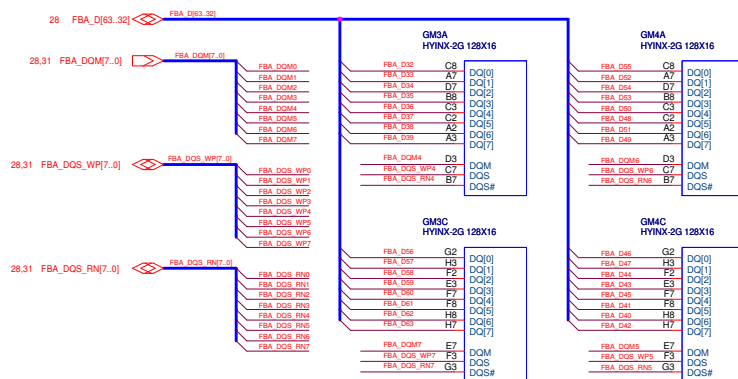 28 FBA_D[63..32] FBA_D[63..32]
28,31 FBA_DQM[7..0] FBA_DQM[7..0]
FBA_DQM0
FBA_DQM1
FBA_DQM2
FBA_DQM3
FBA_DQM4
FBA_DQM5
FBA_DQM6
FBA_DQM7
28,31 FBA_DQS_WP[7..0] FBA_DQS_WP[7..0]
FBA_DQS_WP0
FBA_DQS_WP1
FBA_DQS_WP2
FBA_DQS_WP3
FBA_DQS_WP4
FBA_DQS_WP5
FBA_DQS_WP6
FBA_DQS_WP7
28,31 FBA_DQS_RN[7..0] FBA_DQS_RN[7..0]
FBA_DQS_RN0
FBA_DQS_RN1
FBA_DQS_RN2
FBA_DQS_RN3
FBA_DQS_RN4
FBA_DQS_RN5
FBA_DQS_RN6
FBA_DQS_RN7
GM3A
HYINX-2G 128X16
FBA_D32 C8 DQ[0]
FBA_D33 A7 DQ[1]
FBA_D34 D7 DQ[2]
FBA_D35 B8 DQ[3]
FBA_D36 C3 DQ[4]
FBA_D37 C2 DQ[5]
FBA_D38 A2 DQ[6]
FBA_D39 A3 DQ[7]
FBA_DQM4 D3 DQM
FBA_DQS_WP4 C7 DQS
FBA_DQS_RN4 B7 DQS#
GM4A
HYINX-2G 128X16
FBA_D55 C8 DQ[0]
FBA_D52 A7 DQ[1]
FBA_D54 D7 DQ[2]
FBA_D53 B8 DQ[3]
FBA_D50 C3 DQ[4]
FBA_D48 C2 DQ[5]
FBA_D51 A2 DQ[6]
FBA_D49 A3 DQ[7]
FBA_DQM6 D3 DQM
FBA_DQS_WP6 C7 DQS
FBA_DQS_RN6 B7 DQS#
GM3C
HYINX-2G 128X16
FBA_D56 G2 DQ[0]
FBA_D57 H3 DQ[1]
FBA_D58 F2 DQ[2]
FBA_D59 E3 DQ[3]
FBA_D60 F7 DQ[4]
FBA_D61 F8 DQ[5]
FBA_D62 H8 DQ[6]
FBA_D63 H7 DQ[7]
FBA_DQM7 E7 DQM
FBA_DQS_WP7 F3 DQS
FBA_DQS_RN7 G3 DQS#
GM4C
HYINX-2G 128X16
FBA_D46 G2 DQ[0]
FBA_D47 H3 DQ[1]
FBA_D44 F2 DQ[2]
FBA_D43 E3 DQ[3]
FBA_D45 F7 DQ[4]
FBA_D41 F8 DQ[5]
FBA_D40 H8 DQ[6]
FBA_D42 H7 DQ[7]
FBA_DQM5 E7 DQM
FBA_DQS_WP5 F3 DQS
FBA_DQS_RN5 G3 DQS#